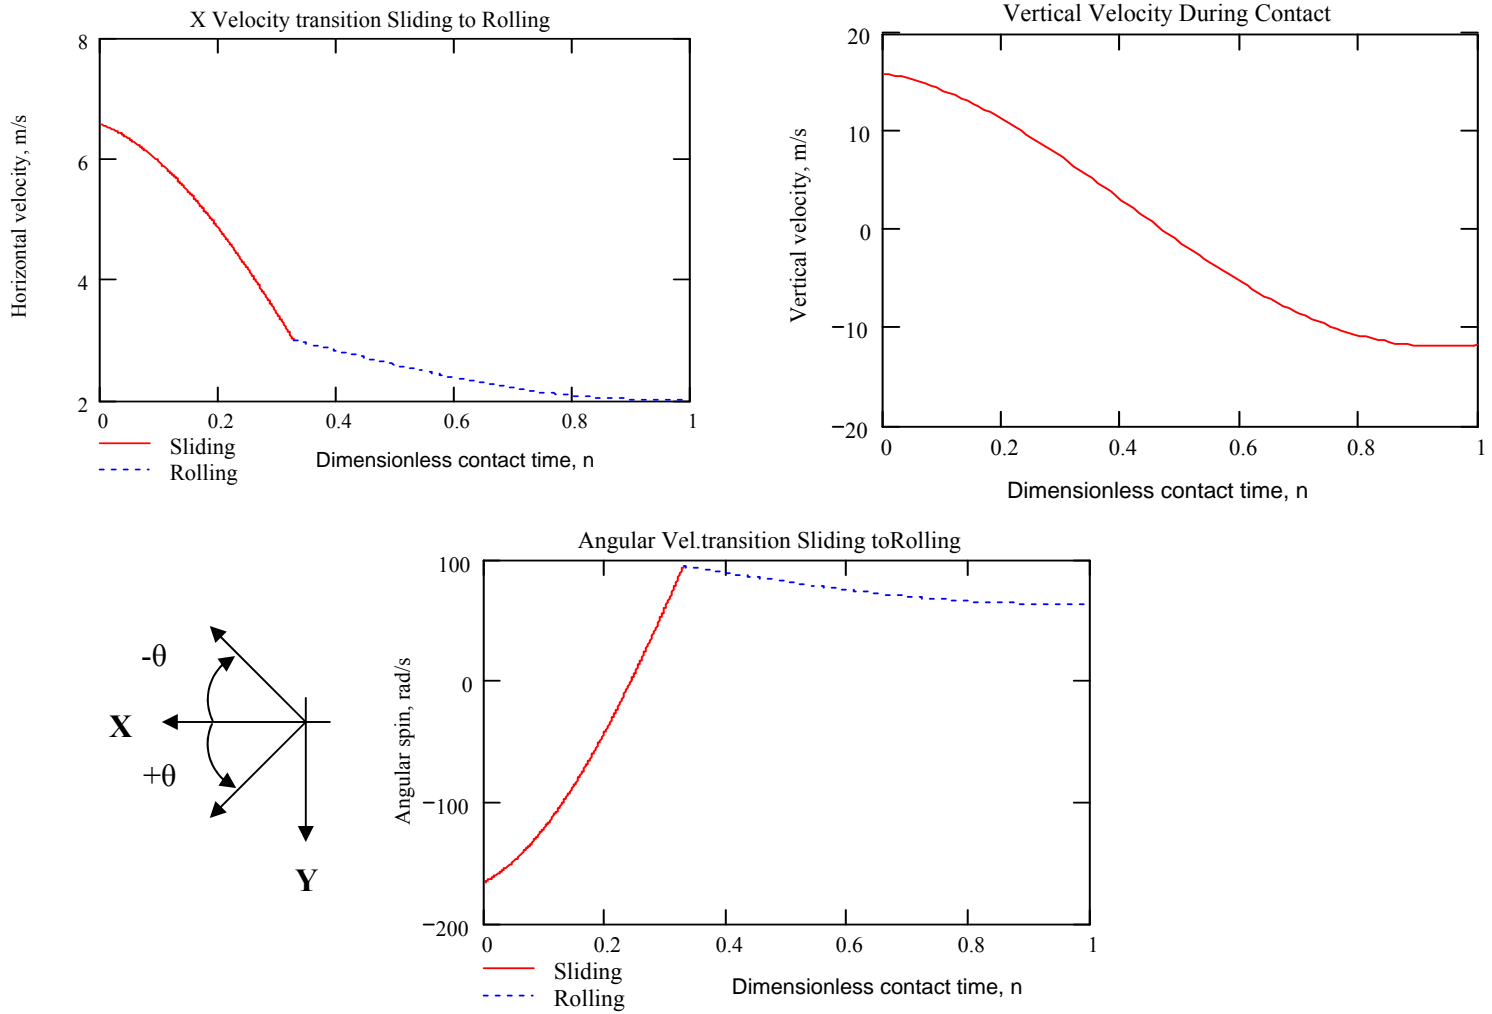 X Velocity transition Sliding to Rolling
Horizontal velocity, m/s
8
6
4
2
0
0.2
0.4
0.6
0.8
1
Sliding
Rolling
Dimensionless contact time, n
Vertical Velocity During Contact
Vertical velocity, m/s
20
10
0
−10
−20
0
0.2
0.4
0.6
0.8
1
Dimensionless contact time, n
-θ
X
+θ
Y
Angular Vel.transition Sliding toRolling
Angular spin, rad/s
100
0
−100
−200
0
0.2
0.4
0.6
0.8
1
Sliding
Rolling
Dimensionless contact time, n